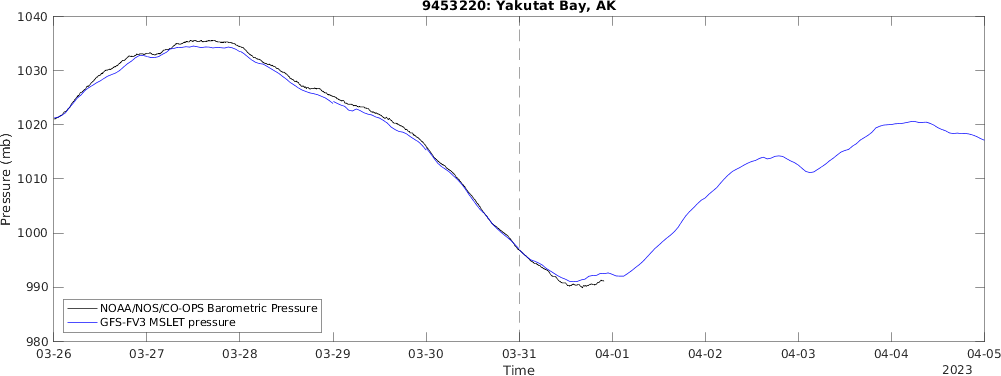 9453220: Yakutat Bay, AK
1040
1030
1020
1010
1000
990
980
Pressure (mb)
NOAA/NOS/CO-OPS Barometric Pressure
GFS-FV3 MSLET pressure
03-26 03-27 03-28 03-29 03-30 03-31 04-01 04-02 04-03 04-04 04-05
Time
2023